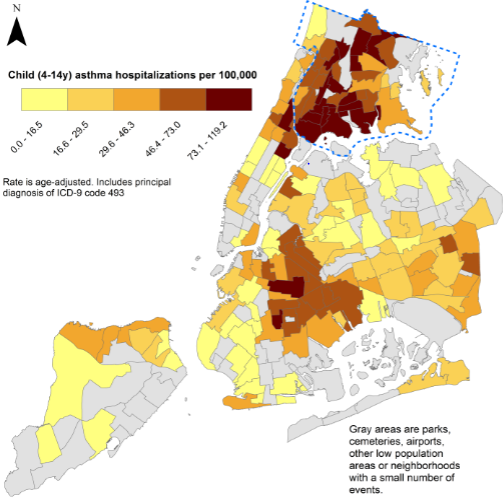 N
Child (4-14y) asthma hospitalizations per 100,000
0.0 - 16.5
16.6 - 29.5
29.6 - 46.3
46.4 - 73.0
73.1 - 119.2
Rate is age-adjusted. Includes principal
diagnosis of ICD-9 code 493
Gray areas are parks,
cemeteries, airports,
other low population
areas or neighborhoods
with a small number of
events.